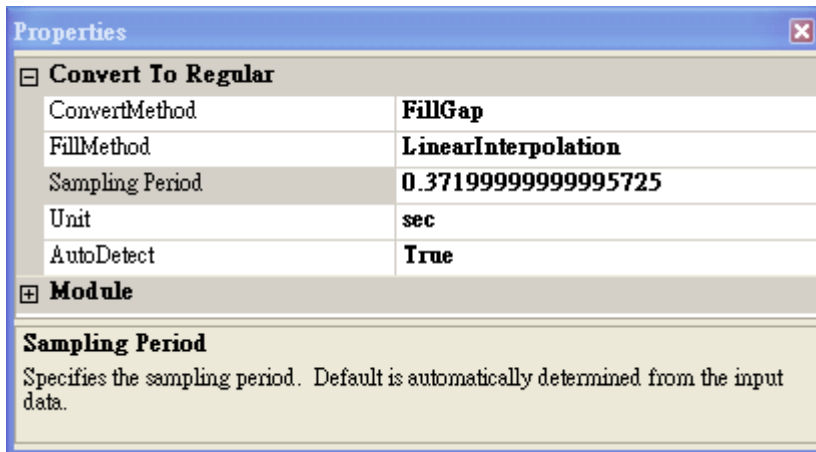 Properties
Convert To Regular
ConvertMethod FillGap
FillMethod LinearInterpolation
Sampling Period 0.37199999999995725
Unit sec
AutoDetect True
Module
Sampling Period
Specifies the sampling period. Default is automatically determined from the input
data.